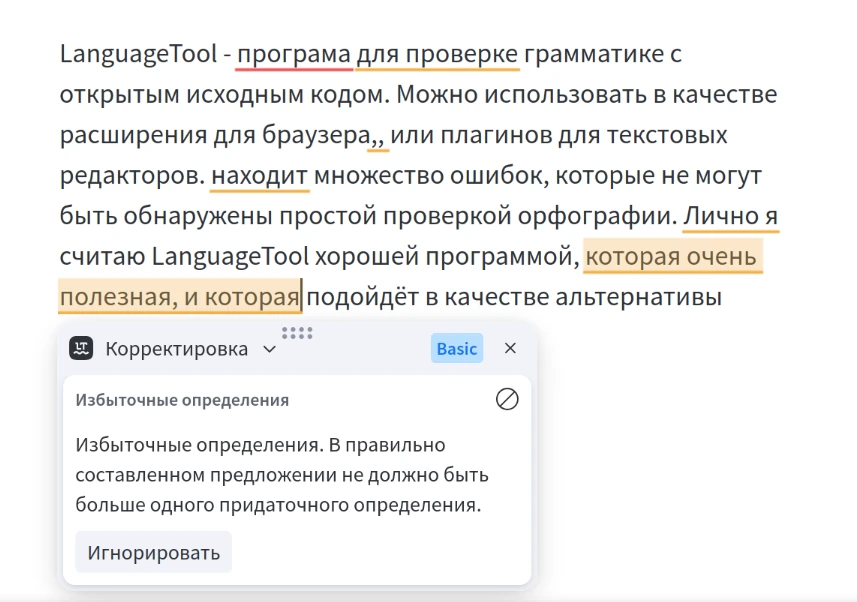 LanguageTool - програма для проверке грамматике с
открытым исходным кодом. Можно использовать в качестве
расширения для браузера,, или плагинов для текстовых
редакторов. находит множество ошибок, которые не могут
быть обнаружены простой проверкой орфографии. Лично я
считаю LanguageTool хорошей программой, которая очень
полезная, и которая подойдёт в качестве альтернативы
LT Корректировка Basic
Избыточные определения
Избыточные определения. В правильно
составленном предложении не должно быть
больше одного придаточного определения.
Игнорировать